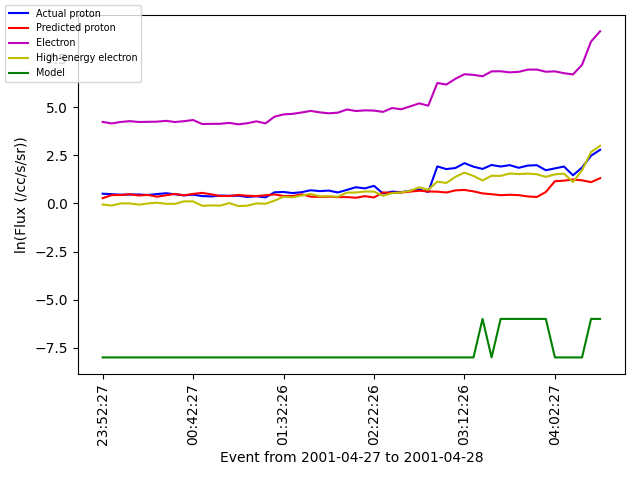 Actual proton
Predicted proton
Electron
High-energy electron
Model
5.0
2.5
0.0
−2.5
−5.0
−7.5
ln(Flux (/cc/s/sr))
23:52:27
00:42:27
01:32:26
02:22:26
03:12:26
04:02:27
Event from 2001-04-27 to 2001-04-28